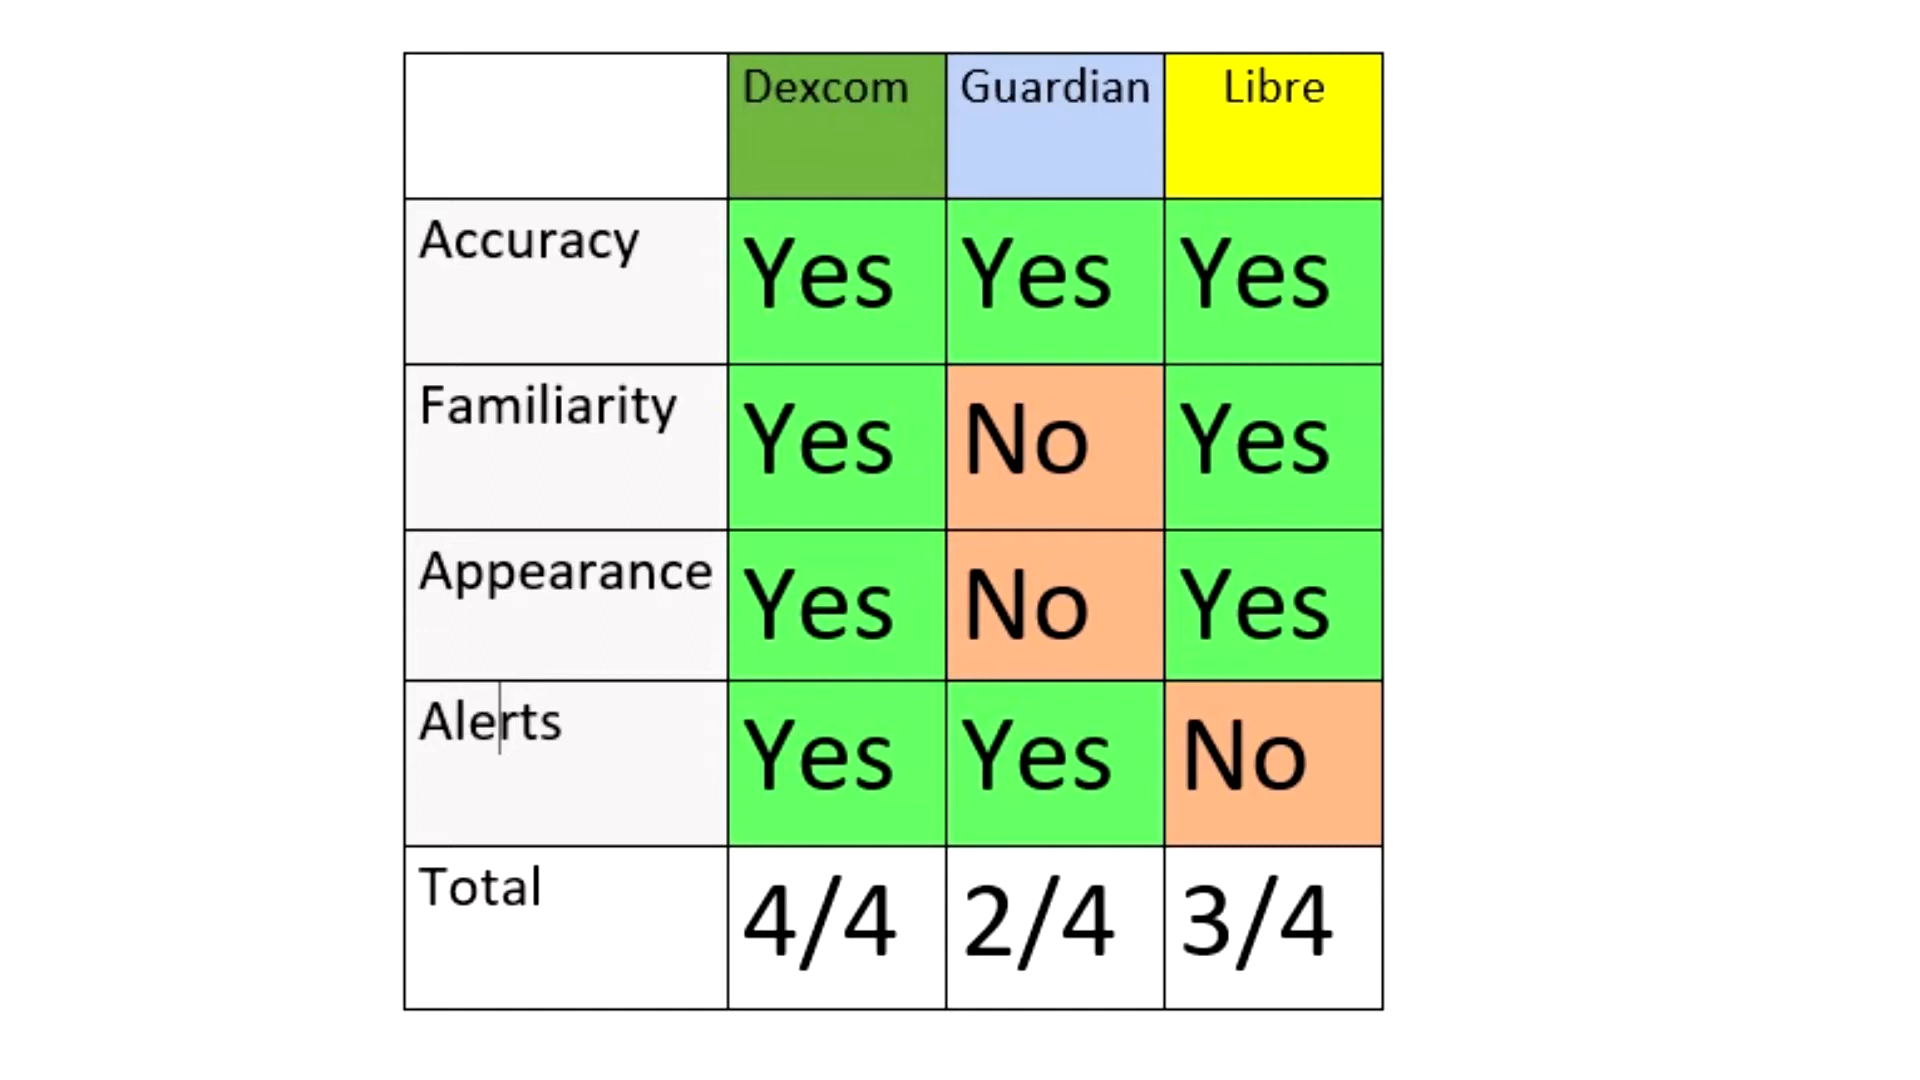 Dexcom Guardian Libre
Accuracy Yes Yes Yes
Familiarity Yes No Yes
Appearance Yes No Yes
Alerts Yes Yes No
Total 4/4 2/4 3/4